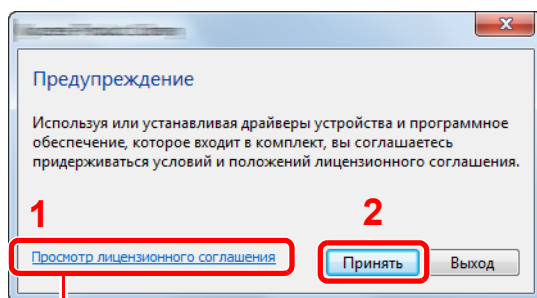 Предупреждение
Используя или устанавливая драйверы устройства и программное
обеспечение, которое входит в комплект, вы соглашаетесь
придерживаться условий и положений лицензионного соглашения.
1
2
Просмотр лицензионного соглашения
Принять
Выход